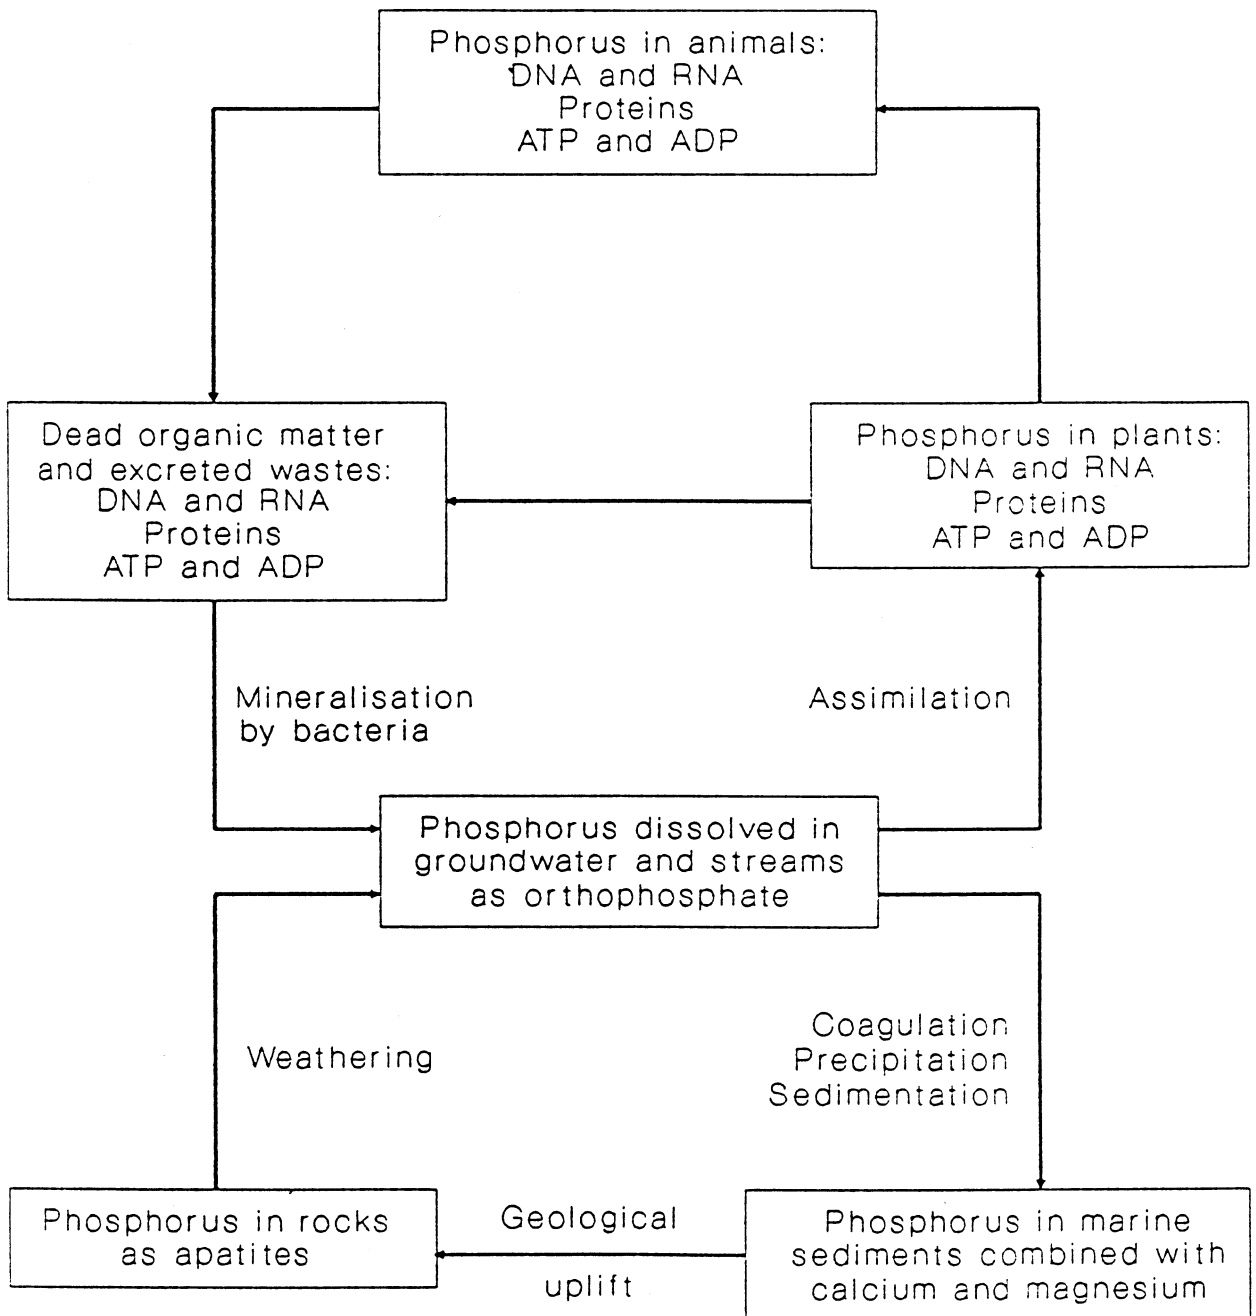 Phosphorus in animals:
DNA and RNA
Proteins
ATP and ADP
Dead organic matter
and excreted wastes:
DNA and RNA
Proteins
ATP and ADP
Phosphorus in plants:
DNA and RNA
Proteins
ATP and ADP
Mineralisation
by bacteria
Assimilation
Phosphorus dissolved in
groundwater and streams
as orthophosphate
Weathering
Coagulation
Precipitation
Sedimentation
Phosphorus in rocks
as apatites
Geological
uplift
Phosphorus in marine
sediments combined with
calcium and magnesium